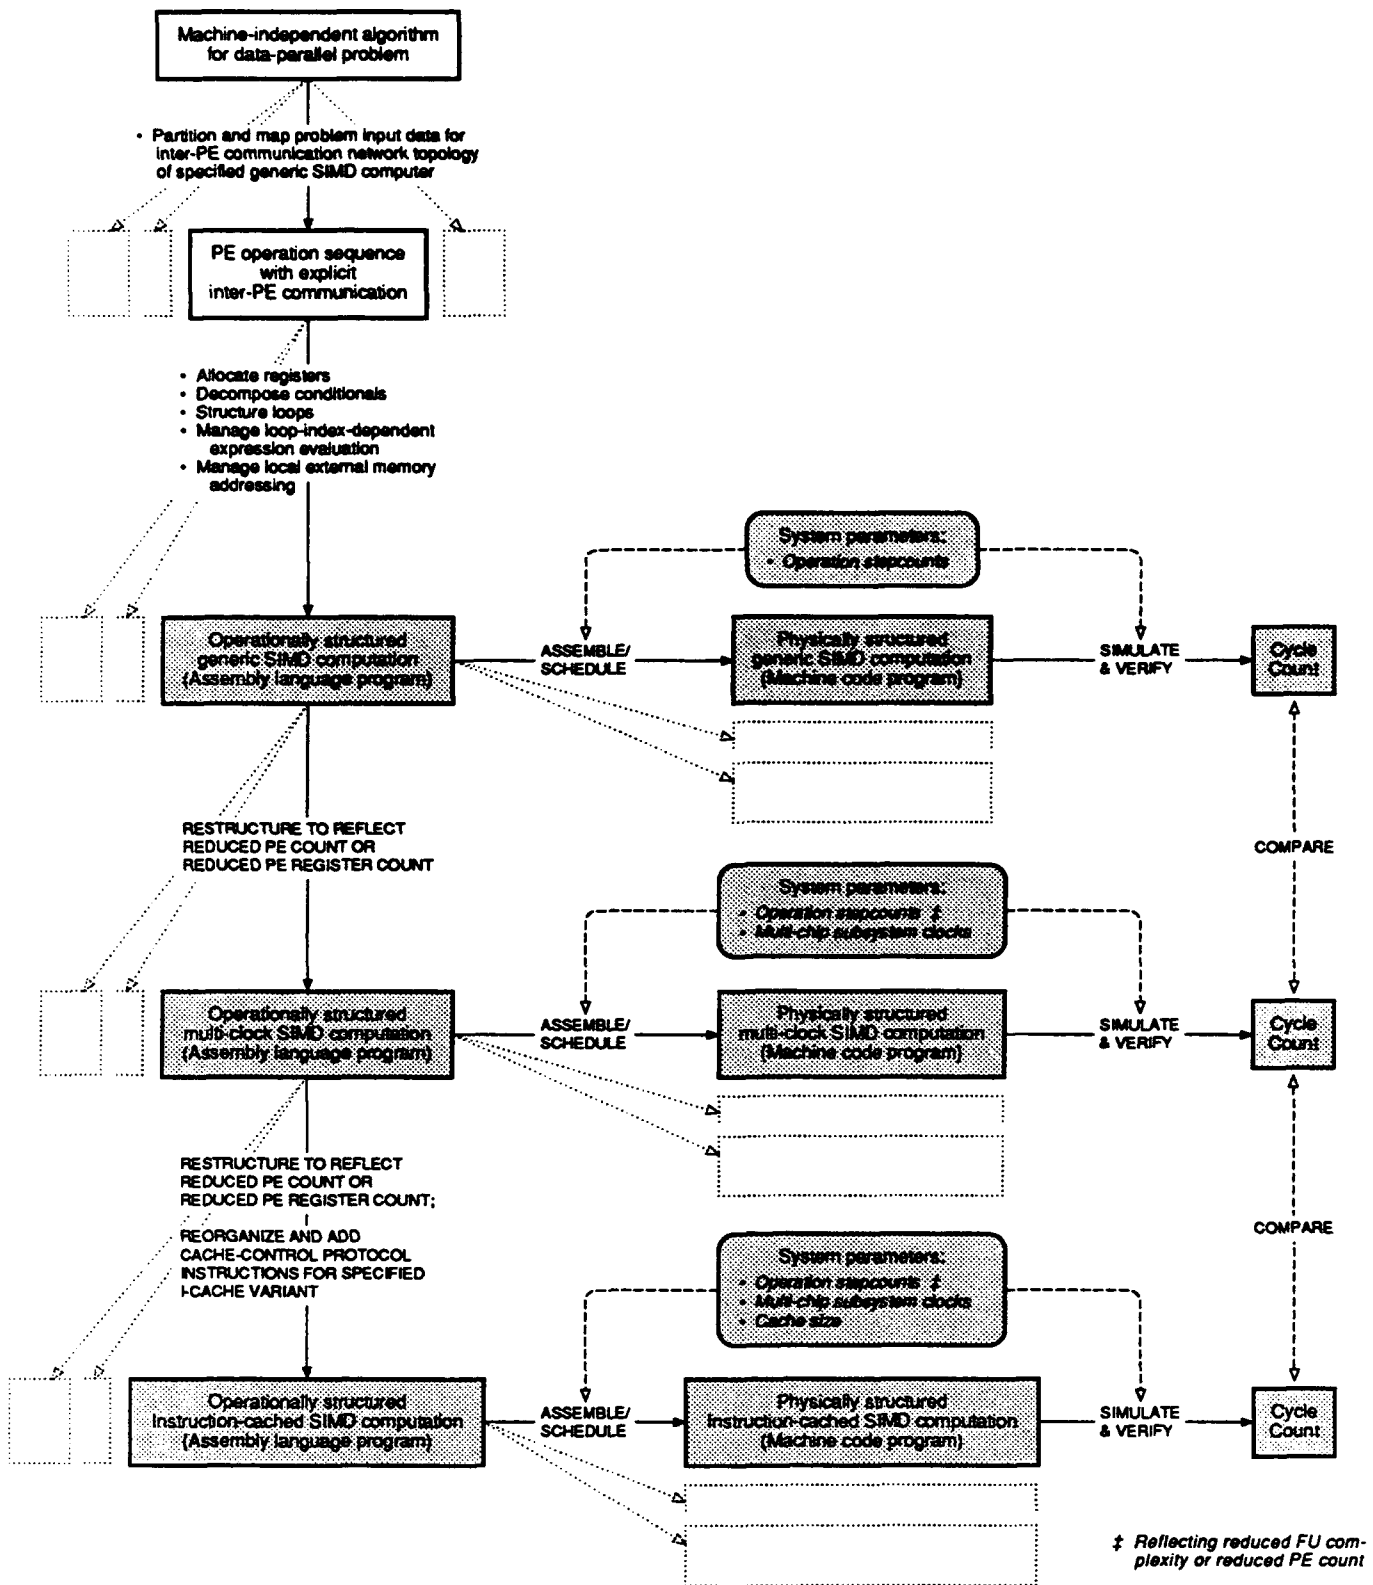 Machine-independent algorithm
for data-parallel problem
• Partition and map problem input data for
inter-PE communication network topology
of specified generic SIMD computer
PE operation sequence
with explicit
inter-PE communication
• Allocate registers
• Decompose conditionals
• Structure loops
• Manage loop-index-dependent
expression evaluation
• Manage local external memory
addressing
System parameters:
• Operation stepcounts
Operationally structured
generic SIMD computation
(Assembly language program)
ASSEMBLE/
SCHEDULE
Physically structured
generic SIMD computation
(Machine code program)
SIMULATE
& VERIFY
Cycle
Count
RESTRUCTURE TO REFLECT
REDUCED PE COUNT OR
REDUCED PE REGISTER COUNT
COMPARE
System parameters:
• Operation stepcounts ‡
• Multi-chip subsystem clocks
Operationally structured
multi-clock SIMD computation
(Assembly language program)
ASSEMBLE/
SCHEDULE
Physically structured
multi-clock SIMD computation
(Machine code program)
SIMULATE
& VERIFY
Cycle
Count
RESTRUCTURE TO REFLECT
REDUCED PE COUNT OR
REDUCED PE REGISTER COUNT;
REORGANIZE AND ADD
CACHE-CONTROL PROTOCOL
INSTRUCTIONS FOR SPECIFIED
I-CACHE VARIANT
COMPARE
System parameters:
• Operation stepcounts ‡
• Multi-chip subsystem clocks
• Cache size
Operationally structured
instruction-cached SIMD computation
(Assembly language program)
ASSEMBLE/
SCHEDULE
Physically structured
instruction-cached SIMD computation
(Machine code program)
SIMULATE
& VERIFY
Cycle
Count
‡ Reflecting reduced FU com-
plexity or reduced PE count